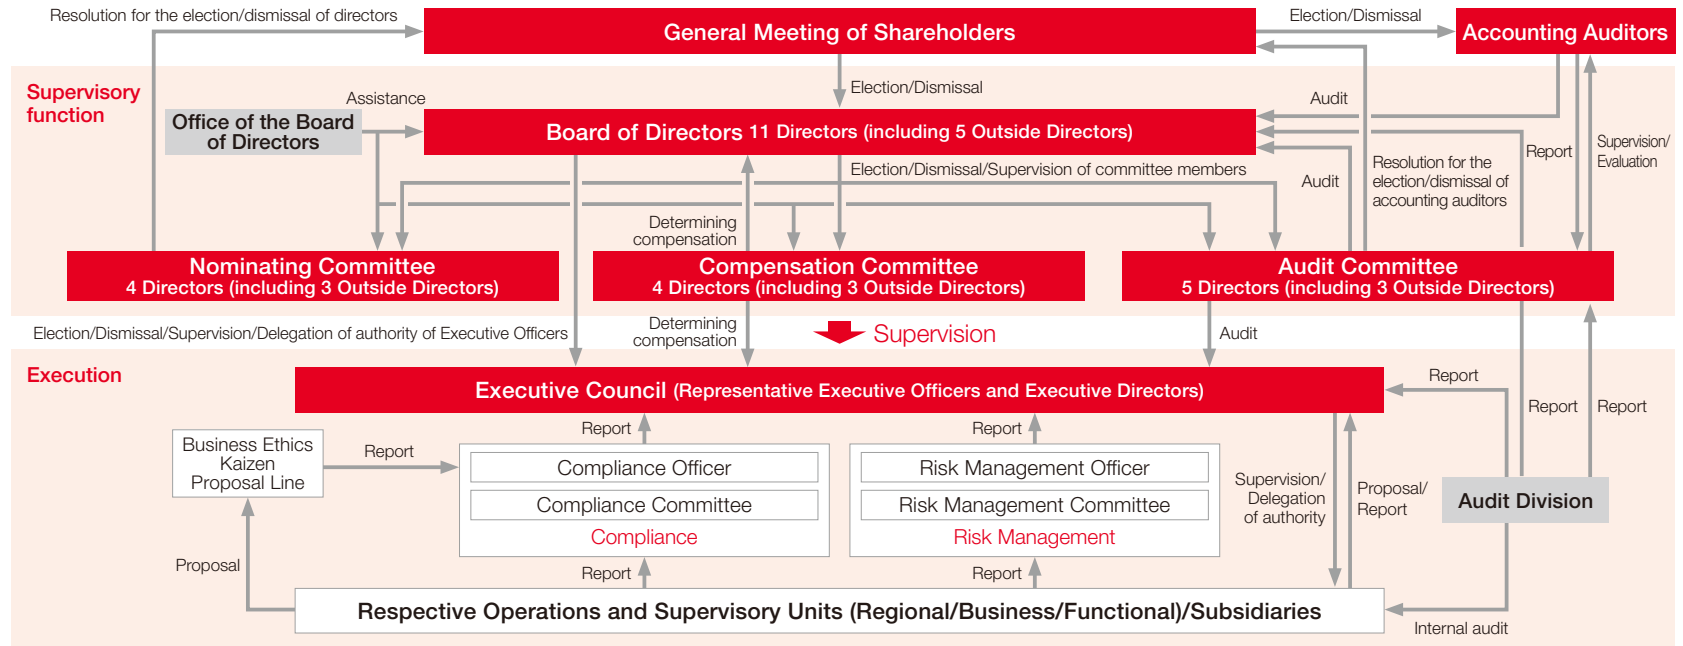 Resolution for the election/dismissal of directors
General Meeting of Shareholders
Election/Dismissal
Accounting Auditors
Supervisory
function
Election/Dismissal
Assistance
Audit
Office of the Board
of Directors
Board of Directors 11 Directors (including 5 Outside Directors)
Supervision/
Evaluation
Report
Election/Dismissal/Supervision of committee members
Audit
Resolution for the
election/dismissal of
accounting auditors
Determining
compensation
Nominating Committee
4 Directors (including 3 Outside Directors)
Compensation Committee
4 Directors (including 3 Outside Directors)
Audit Committee
5 Directors (including 3 Outside Directors)
Election/Dismissal/Supervision/Delegation of authority of Executive Officers
Determining
compensation
Supervision
Audit
Execution
Executive Council (Representative Executive Officers and Executive Directors)
Report
Report
Report
Report
Report
Business Ethics
Kaizen
Proposal Line
Report
Compliance Officer
Compliance Committee
Compliance
Risk Management Officer
Risk Management Committee
Risk Management
Supervision/
Delegation
of authority
Proposal/
Report
Audit Division
Proposal
Report
Report
Respective Operations and Supervisory Units (Regional/Business/Functional)/Subsidiaries
Internal audit